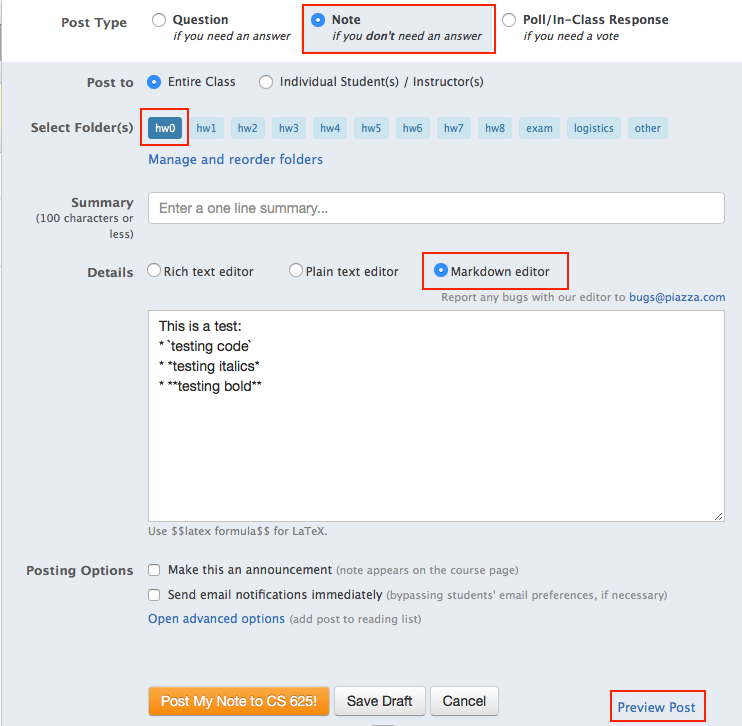 Post Type Question Note Poll/In-Class Response
if you need an answer if you don't need an answer if you need a vote
Post to Entire Class Individual Student(s) / Instructor(s)
Select Folder(s) hw0 hw1 hw2 hw3 hw4 hw5 hw6 hw7 hw8 exam logistics other
Manage and reorder folders
Summary Enter a one line summary...
(100 characters or
less)
Details Rich text editor Plain text editor Markdown editor
Report any bugs with our editor to bugs@piazza.com
This is a test:
* `testing code`
* *testing italics*
* **testing bold**
Use $$latex formula$$ for LaTeX.
Posting Options Make this an announcement (note appears on the course page)
Send email notifications immediately (bypassing students' email preferences, if necessary)
Open advanced options (add post to reading list)
Post My Note to CS 625! Save Draft Cancel Preview Post